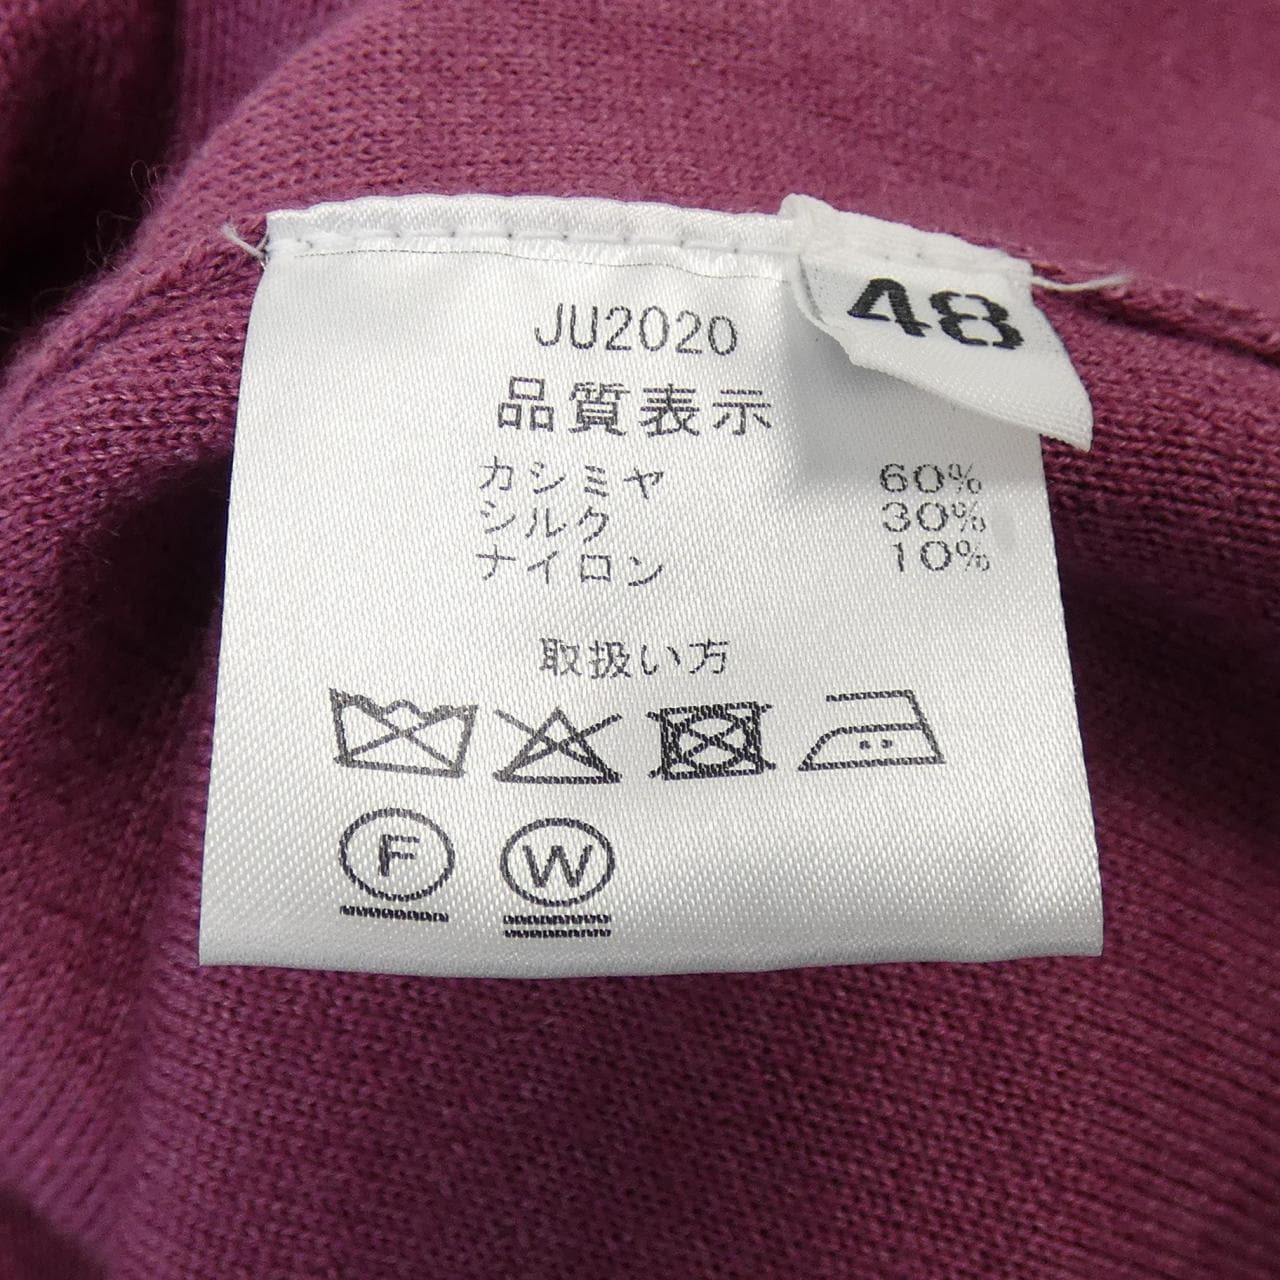 48
JU2020
品質表示
カシミヤ 60%
シルク 30%
ナイロン 10%
取扱い方
F W